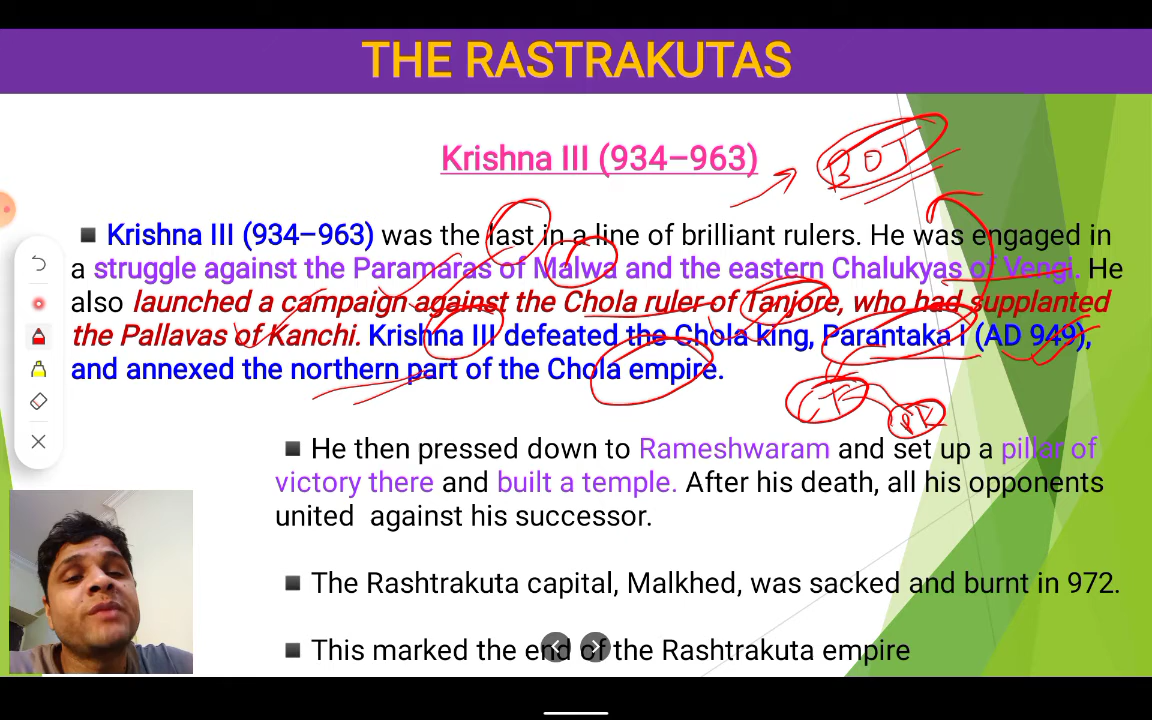 THE RASTRAKUTAS
Krishna III (934–963)
BOT
◾ Krishna III (934–963) was the last in a line of brilliant rulers. He was engaged in
a struggle against the Paramaras of Malwa and the eastern Chalukyas of Vengi. He
also launched a campaign against the Chola ruler of Tanjore, who had supplanted
the Pallavas of Kanchi. Krishna III defeated the Chola king, Parantaka I (AD 949),
and annexed the northern part of the Chola empire.
◾ He then pressed down to Rameshwaram and set up a pillar of
victory there and built a temple. After his death, all his opponents
united against his successor.
◾ The Rashtrakuta capital, Malkhed, was sacked and burnt in 972.
◾ This marked the end of the Rashtrakuta empire